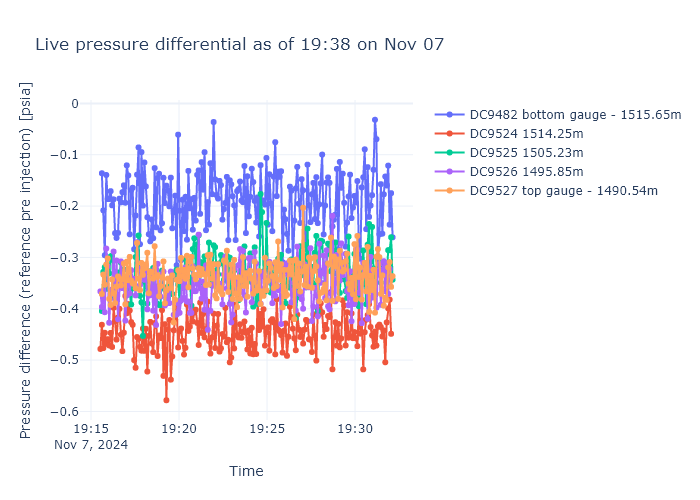 Live pressure differential as of 19:38 on Nov 07
Pressure difference (reference pre injection) [psia]
0
−0.1
−0.2
−0.3
−0.4
−0.5
−0.6
19:15
Nov 7, 2024
19:20
19:25
19:30
Time
DC9482 bottom gauge - 1515.65m
DC9524 1514.25m
DC9525 1505.23m
DC9526 1495.85m
DC9527 top gauge - 1490.54m